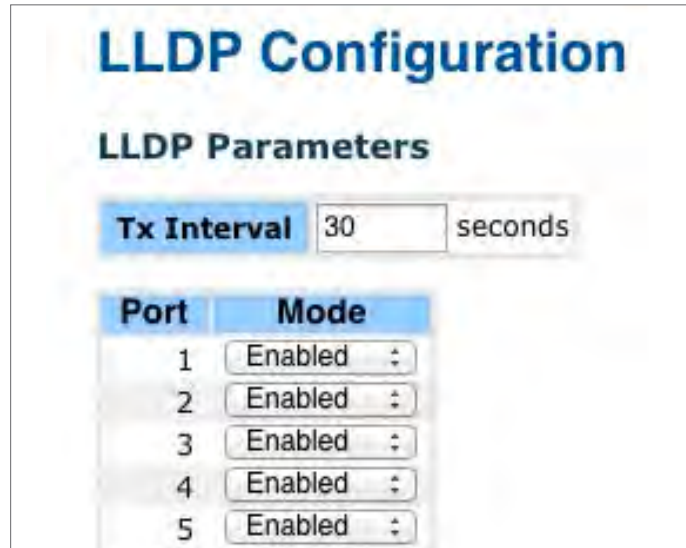 LLDP Configuration
LLDP Parameters
Tx Interval 30 seconds
Port Mode
1 Enabled
2 Enabled
3 Enabled
4 Enabled
5 Enabled